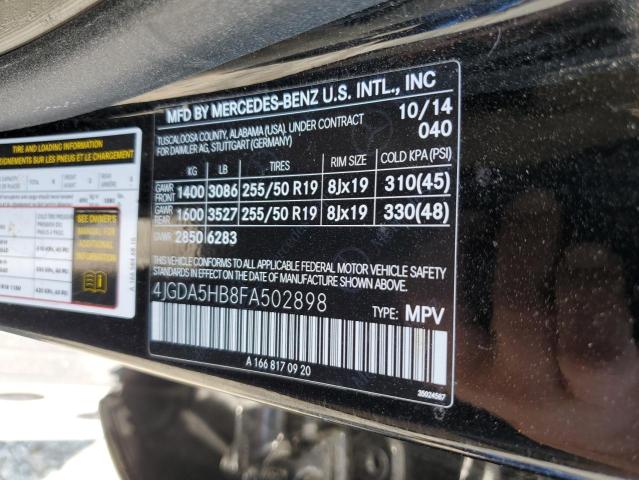 MFD BY MERCEDES-BENZ U.S. INTL., INC
TUSCALOOSA COUNTY, ALABAMA (USA), UNDER CONTRACT 10/14
FOR DAIMLER AG, STUTTGART (GERMANY) 040
KG LB TIRES RIM SIZE COLD KPA (PSI)
GAWR FRONT 1400 3086 255/50 R19 8Jx19 310(45)
GAWR REAR 1600 3527 255/50 R19 8Jx19 330(48)
GVWR 2850 6283
THIS VEHICLE CONFORMS TO ALL APPLICABLE FEDERAL MOTOR VEHICLE SAFETY
STANDARDS IN EFFECT ON THE DATE OF MANUFACTURE SHOWN ABOVE.
4JGDA5HB8FA502898
TYPE: MPV
A 166 817 09 20
35024567
TIRE AND LOADING INFORMATION
SEE OWNER'S
MANUAL FOR
ADDITIONAL
INFORMATION